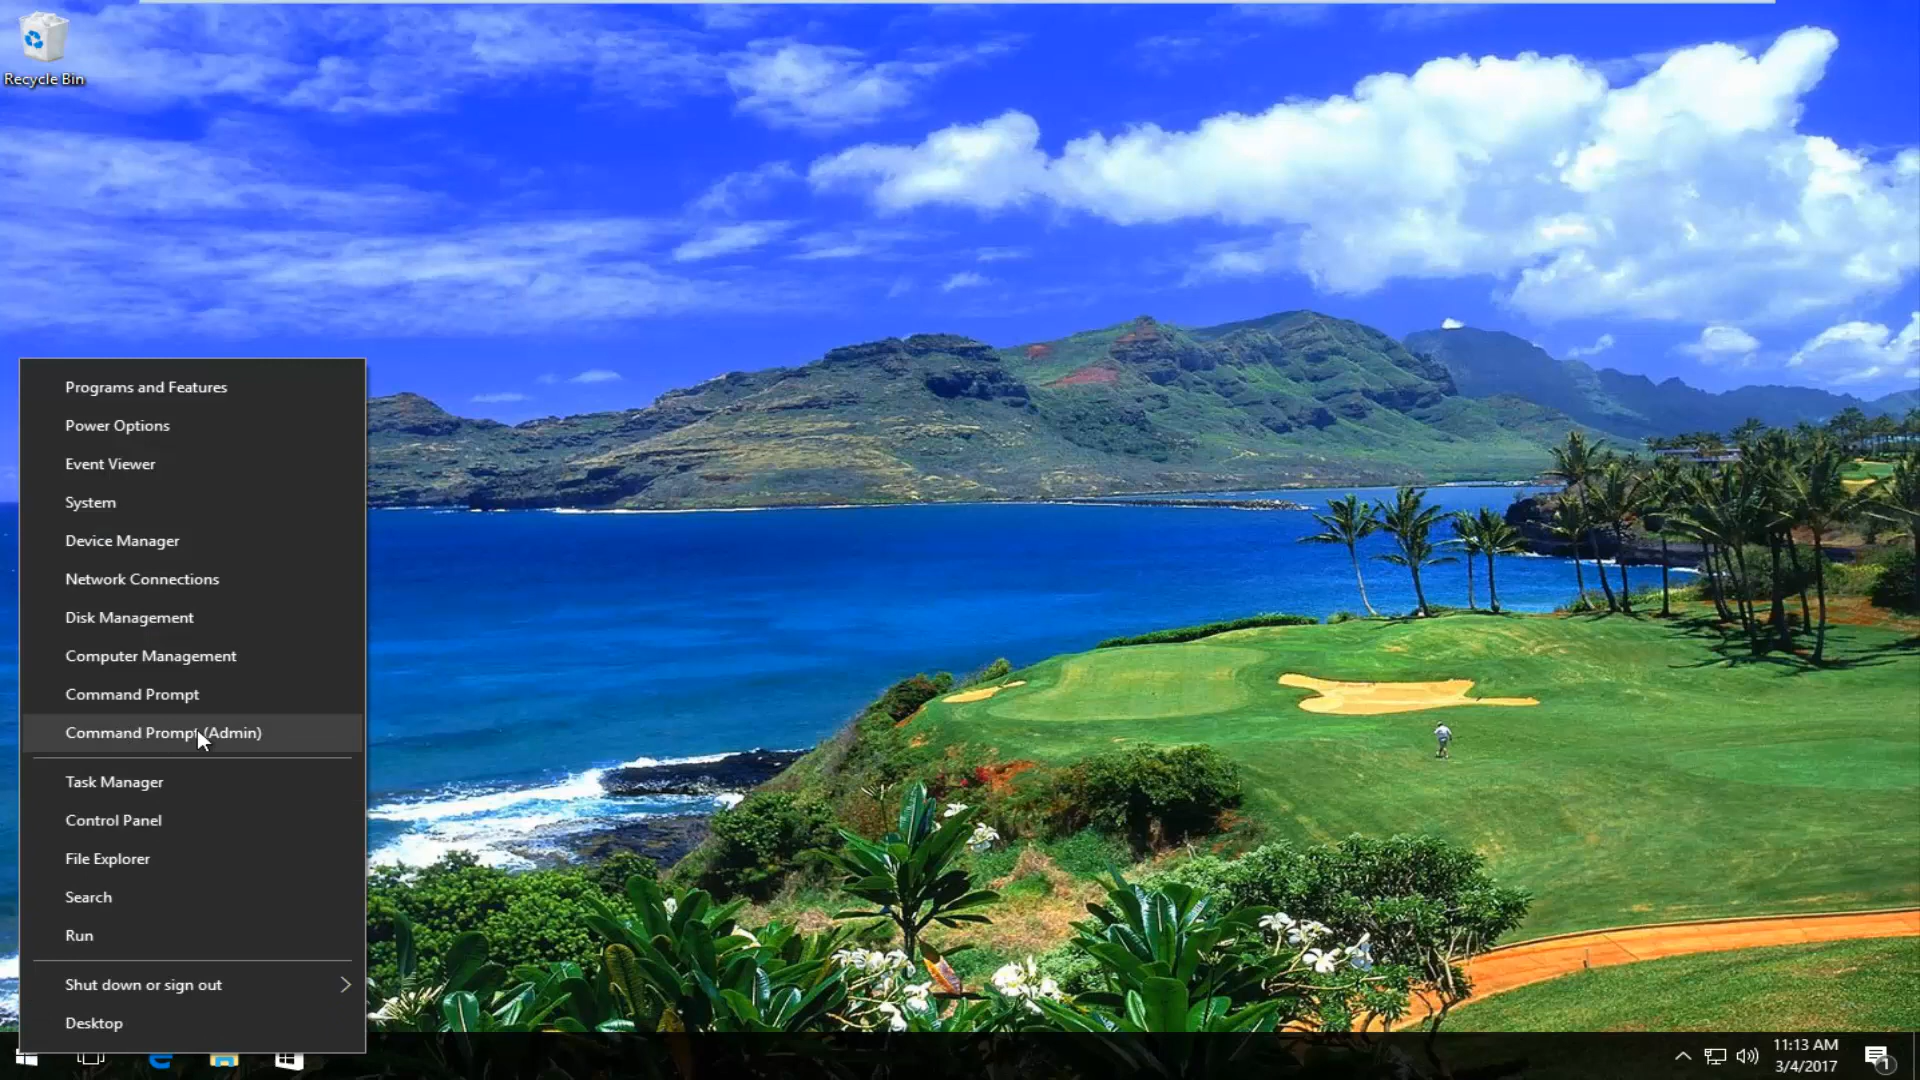 Recycle Bin
Programs and Features
Power Options
Event Viewer
System
Device Manager
Network Connections
Disk Management
Computer Management
Command Prompt
Command Prompt (Admin)
Task Manager
Control Panel
File Explorer
Search
Run
Shut down or sign out
Desktop
11:13 AM
3/4/2017
1